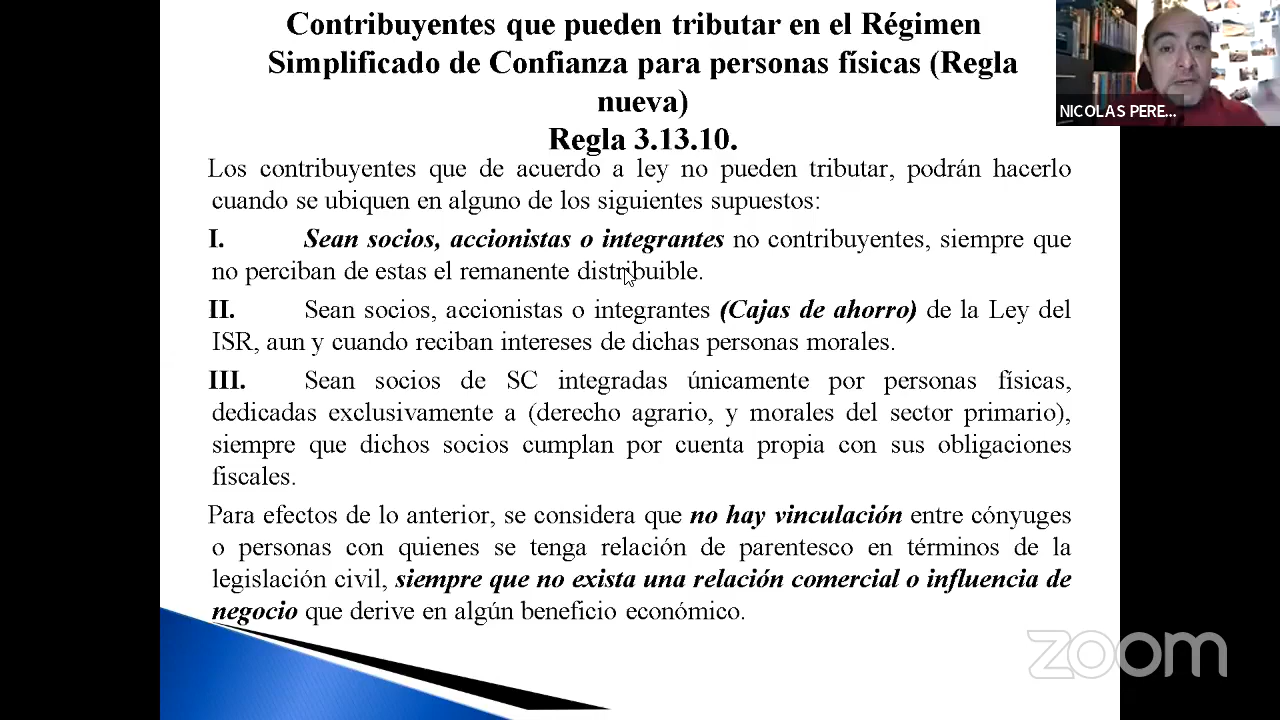 Contribuyentes que pueden tributar en el Régimen
Simplificado de Confianza para personas físicas (Regla
nueva)
Regla 3.13.10.
Los contribuyentes que de acuerdo a ley no pueden tributar, podrán hacerlo
cuando se ubiquen en alguno de los siguientes supuestos:
I. Sean socios, accionistas o integrantes no contribuyentes, siempre que
no perciban de estas el remanente distribuible.
II. Sean socios, accionistas o integrantes (Cajas de ahorro) de la Ley del
ISR, aun y cuando reciban intereses de dichas personas morales.
III. Sean socios de SC integradas únicamente por personas físicas,
dedicadas exclusivamente a (derecho agrario, y morales del sector primario),
siempre que dichos socios cumplan por cuenta propia con sus obligaciones
fiscales.
Para efectos de lo anterior, se considera que no hay vinculación entre cónyuges
o personas con quienes se tenga relación de parentesco en términos de la
legislación civil, siempre que no exista una relación comercial o influencia de
negocio que derive en algún beneficio económico.
NICOLAS PERE...
zoom